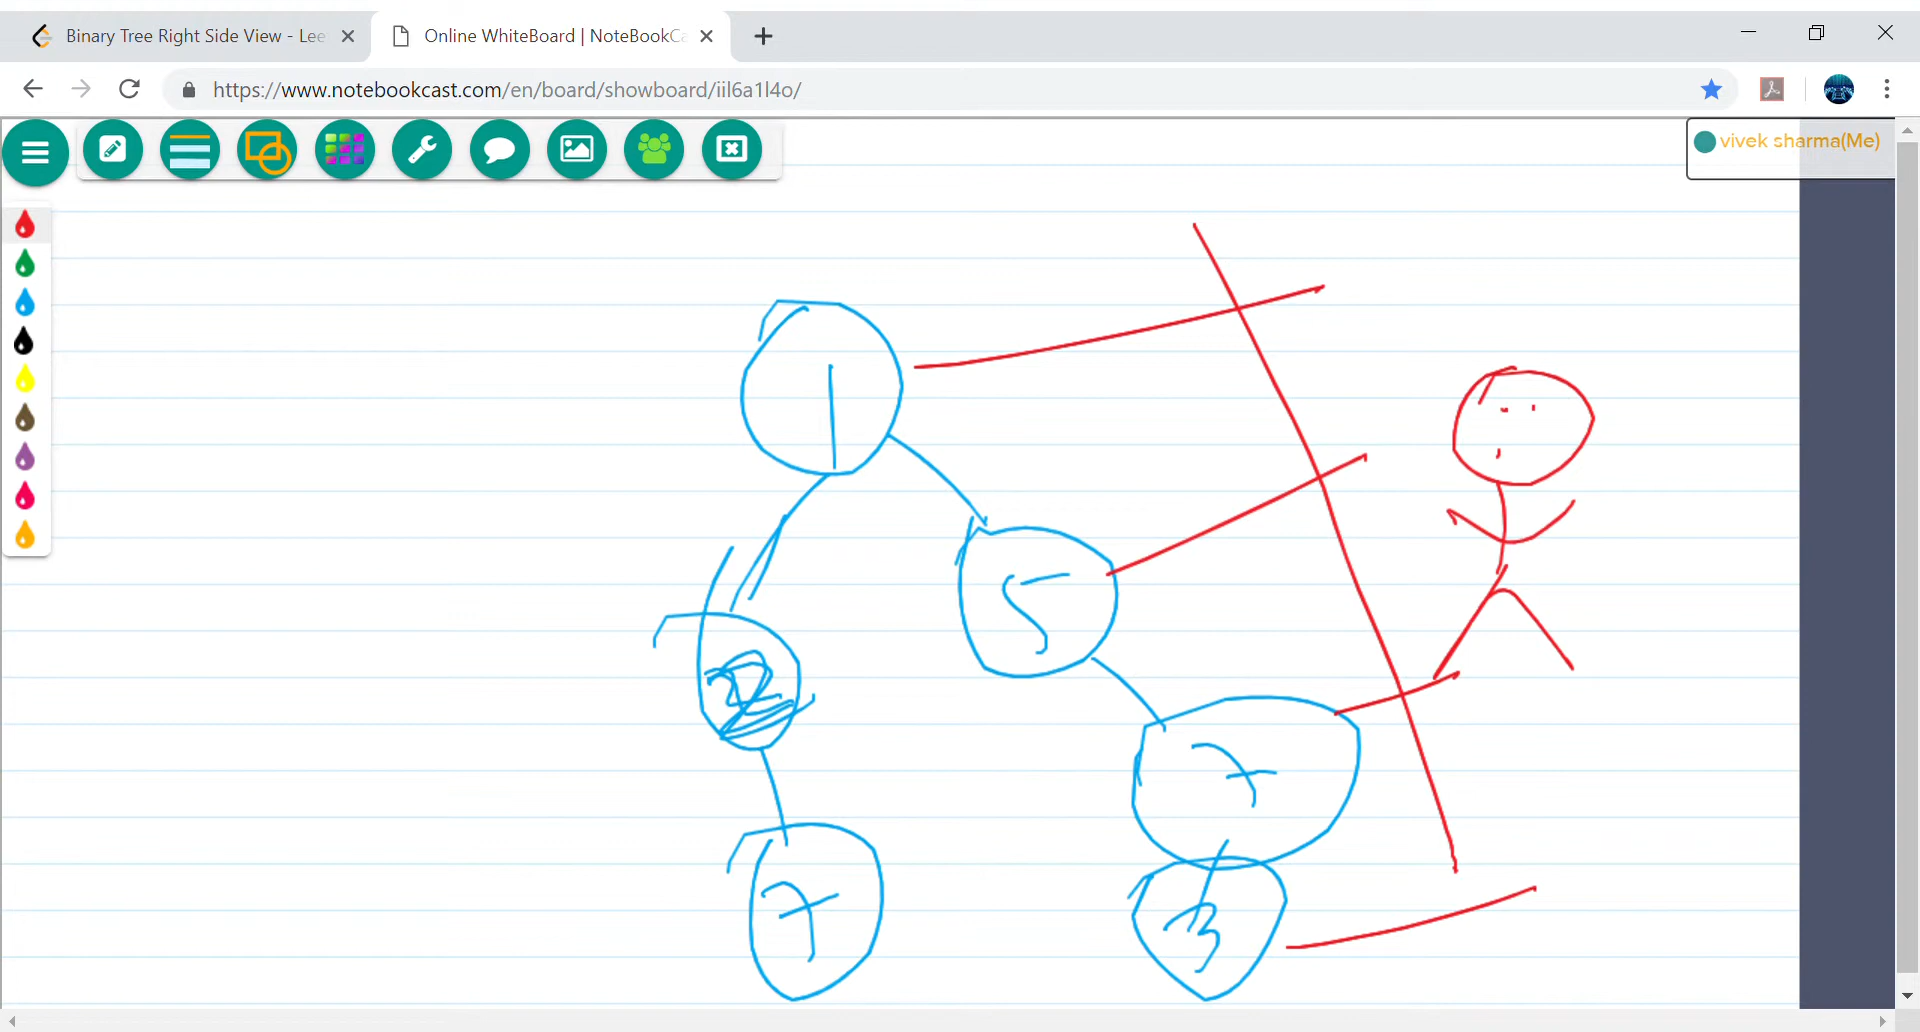 Binary Tree Right Side View - Lee
Online WhiteBoard | NoteBookCa
https://www.notebookcast.com/en/board/showboard/iil6a1l4o/
vivek sharma(Me)
1
5
2
7
7
3